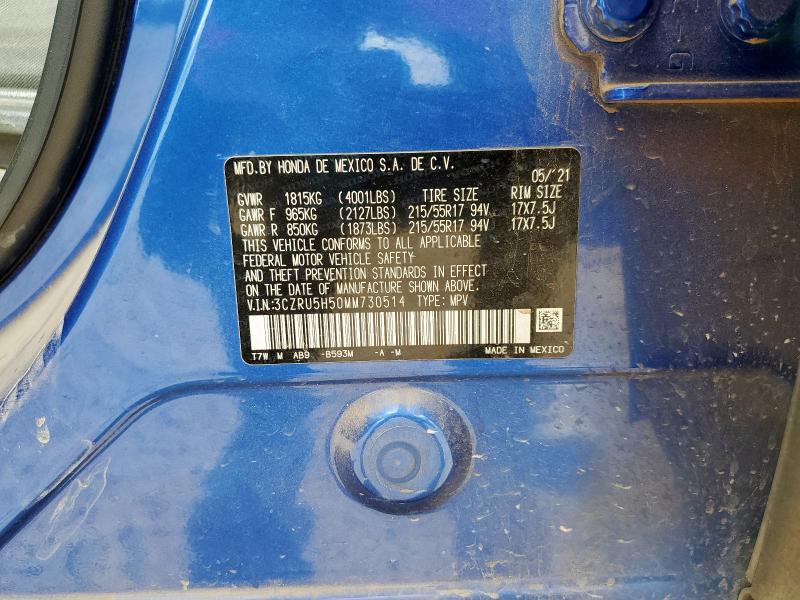 MFD.BY HONDA DE MEXICO S.A. DE C.V.
05/'21
GVWR 1815KG (4001LBS) TIRE SIZE RIM SIZE
GAWR F 965KG (2127LBS) 215/55R17 94V 17X7.5J
GAWR R 850KG (1873LBS) 215/55R17 94V 17X7.5J
THIS VEHICLE CONFORMS TO ALL APPLICABLE
FEDERAL MOTOR VEHICLE SAFETY
AND THEFT PREVENTION STANDARDS IN EFFECT
ON THE DATE OF MANUFACTURE SHOWN ABOVE.
V.I.N:3CZRU5H50MM730514 TYPE: MPV
T7W M AB9 -B593M -A -M MADE IN MEXICO